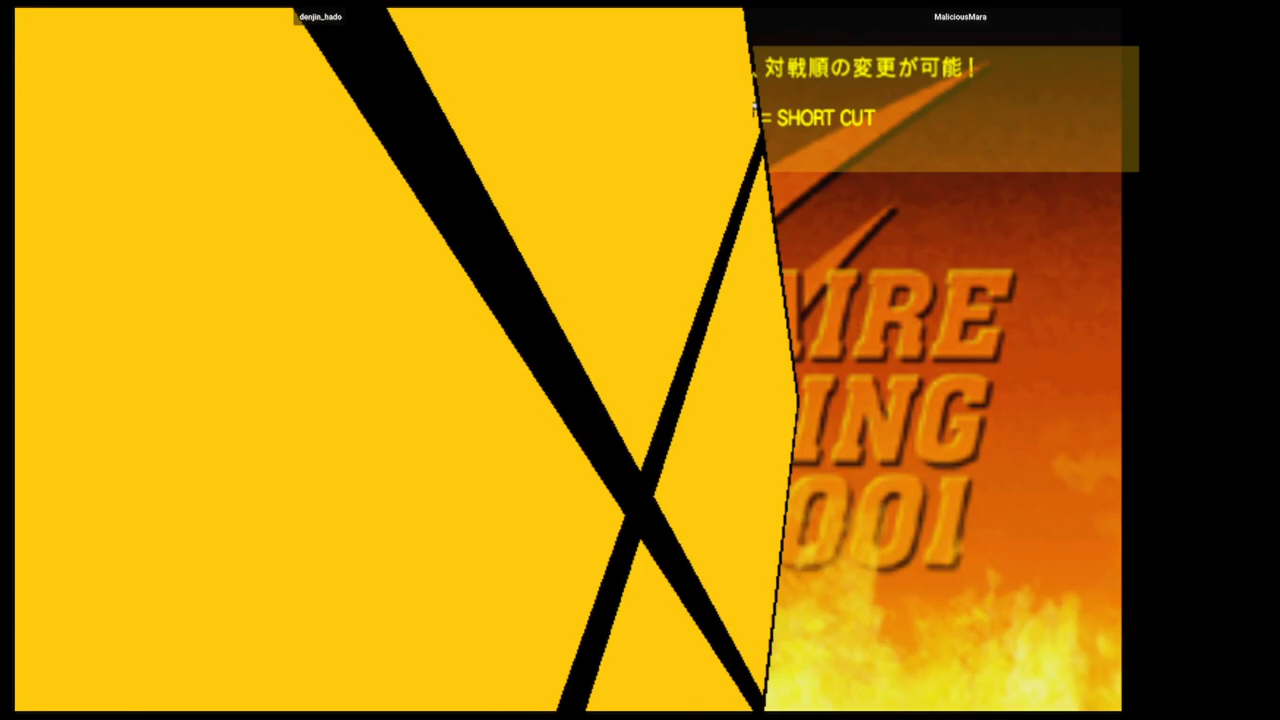 denjin_hado
MaliciousMara
対戦順の変更が可能！
= SHORT CUT
IRE
ING
001